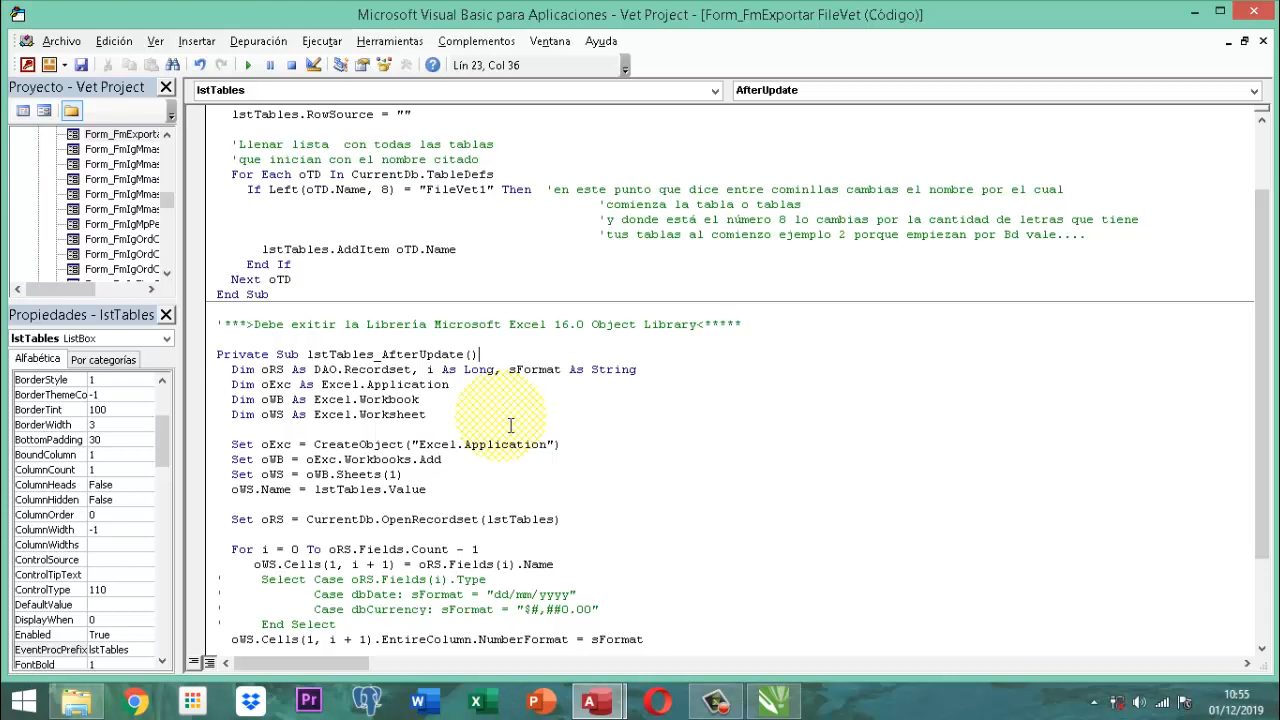 Microsoft Visual Basic para Aplicaciones - Vet Project - [Form_FmExportar FileVet (Código)]
Archivo Edición Ver Insertar Depuración Ejecutar Herramientas Complementos Ventana Ayuda
Lín 23, Col 36
Proyecto - Vet Project
lstTables AfterUpdate
Form_FmExporta
Form_FmIgMmas
Form_FmIgMmas
Form_FmIgMmas
Form_FmIgMmas
Form_FmIgMmas
Form_FmIgMpPe
Form_FmIgOrdC
Form_FmIgOrdC
Form_FmIgOrdC
Propiedades - lstTables
lstTables ListBox
Alfabética Por categorías
BorderStyle 1
BorderThemeCo -1
BorderTint 100
BorderWidth 3
BottomPadding 30
BoundColumn 1
ColumnCount 1
ColumnHeads False
ColumnHidden False
ColumnOrder 0
ColumnWidth -1
ColumnWidths
ControlSource
ControlTipText
ControlType 110
DefaultValue
DisplayWhen 0
Enabled True
EventProcPrefix lstTables
FontBold 1
lstTables.RowSource = ""
'Llenar lista con todas las tablas
'que inician con el nombre citado
For Each oTD In CurrentDb.TableDefs
If Left(oTD.Name, 8) = "FileVet1" Then 'en este punto que dice entre cominllas cambias el nombre por el cual
'comienza la tabla o tablas
'y donde está el número 8 lo cambias por la cantidad de letras que tiene
'tus tablas al comienzo ejemplo 2 porque empiezan por Bd vale....
lstTables.AddItem oTD.Name
End If
Next oTD
End Sub
'***>Debe exitir la Librería Microsoft Excel 16.0 Object Library<*****
Private Sub lstTables_AfterUpdate()
Dim oRS As DAO.Recordset, i As Long, sFormat As String
Dim oExc As Excel.Application
Dim oWB As Excel.Workbook
Dim oWS As Excel.Worksheet
Set oExc = CreateObject("Excel.Application")
Set oWB = oExc.Workbooks.Add
Set oWS = oWB.Sheets(1)
oWS.Name = lstTables.Value
Set oRS = CurrentDb.OpenRecordset(lstTables)
For i = 0 To oRS.Fields.Count - 1
oWS.Cells(1, i + 1) = oRS.Fields(i).Name
' Select Case oRS.Fields(i).Type
' Case dbDate: sFormat = "dd/mm/yyyy"
' Case dbCurrency: sFormat = "$#,##0.00"
' End Select
oWS.Cells(1, i + 1).EntireColumn.NumberFormat = sFormat
10:55
01/12/2019